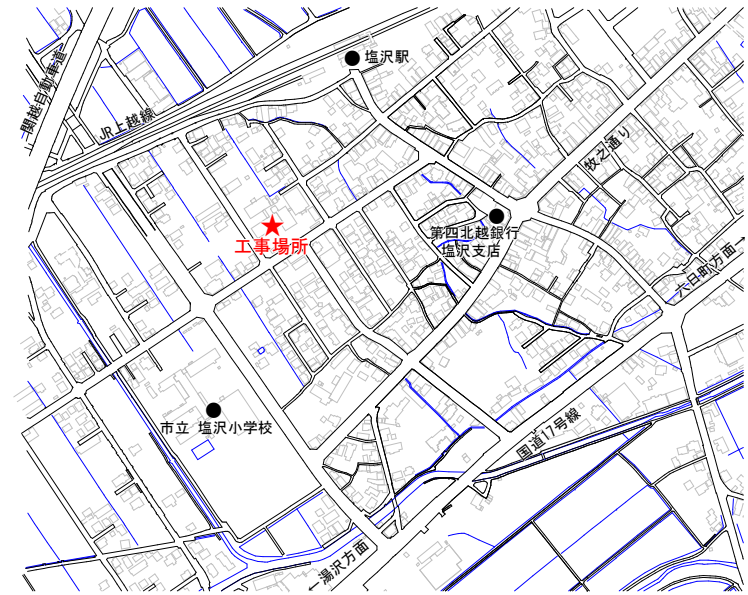 塩沢駅
関越自動車道
JR上越線
牧之通り
第四北越銀行
塩沢支店
工事場所
六日町方面→
市立 塩沢小学校
国道17号線
←湯沢方面